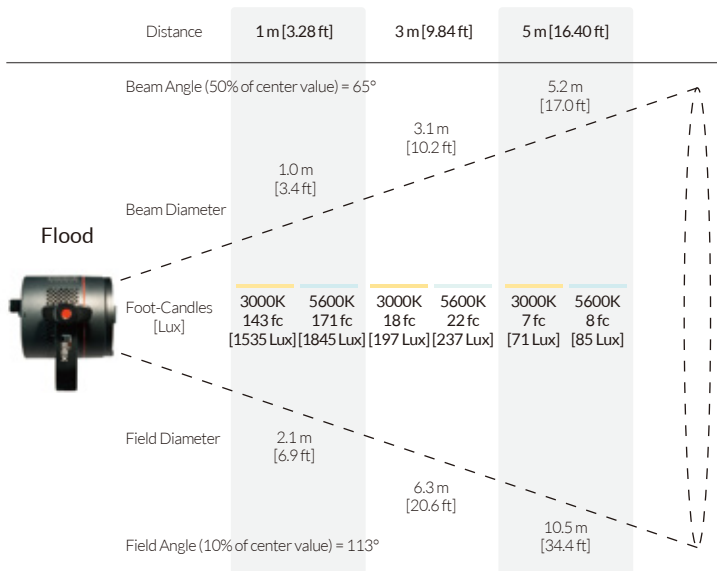 Distance 1 m [3.28 ft] 3 m [9.84 ft] 5 m [16.40 ft]
Beam Angle (50% of center value) = 65°
5.2 m
[17.0 ft]
3.1 m
[10.2 ft]
1.0 m
[3.4 ft]
Beam Diameter
Flood
Foot-Candles
[Lux]
3000K 5600K 3000K 5600K 3000K 5600K
143 fc 171 fc 18 fc 22 fc 7 fc 8 fc
[1535 Lux] [1845 Lux] [197 Lux] [237 Lux] [71 Lux] [85 Lux]
Fiilex
Field Diameter
2.1 m
[6.9 ft]
6.3 m
[20.6 ft]
10.5 m
[34.4 ft]
Field Angle (10% of center value) = 113°